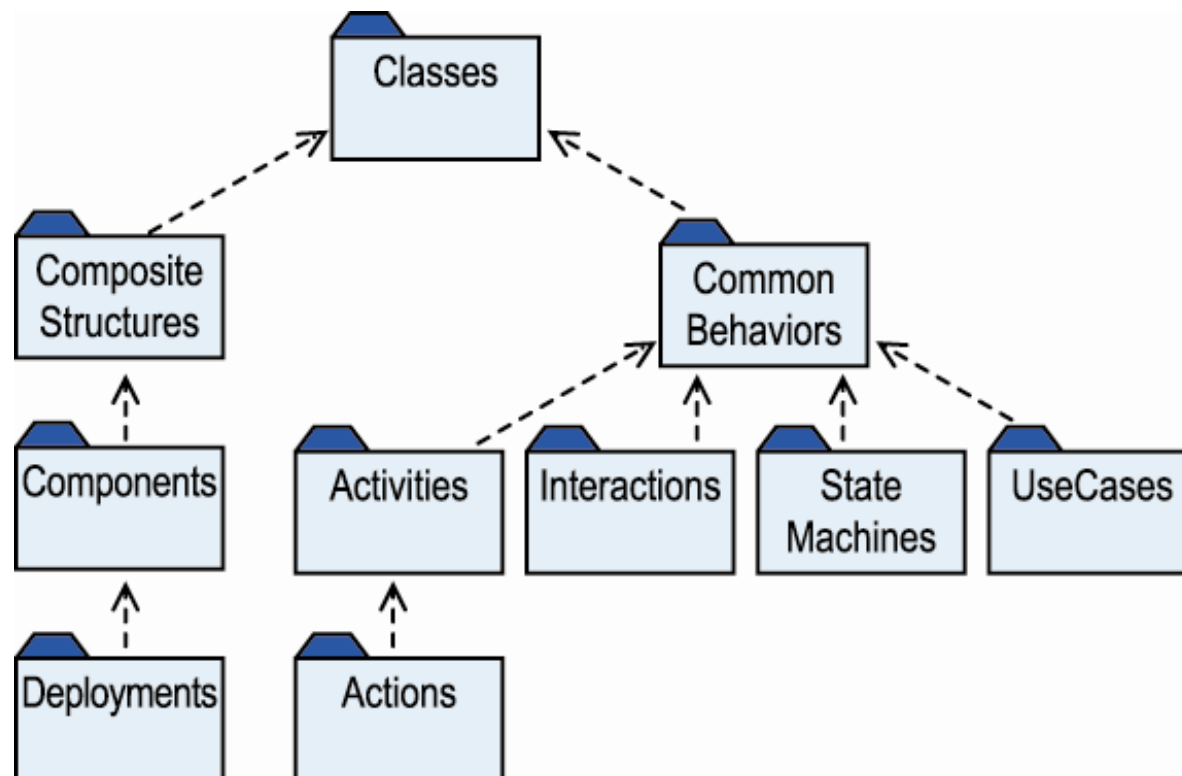 Classes
Composite
Structures
Common
Behaviors
Components
Activities
Interactions
State
Machines
UseCases
Deployments
Actions